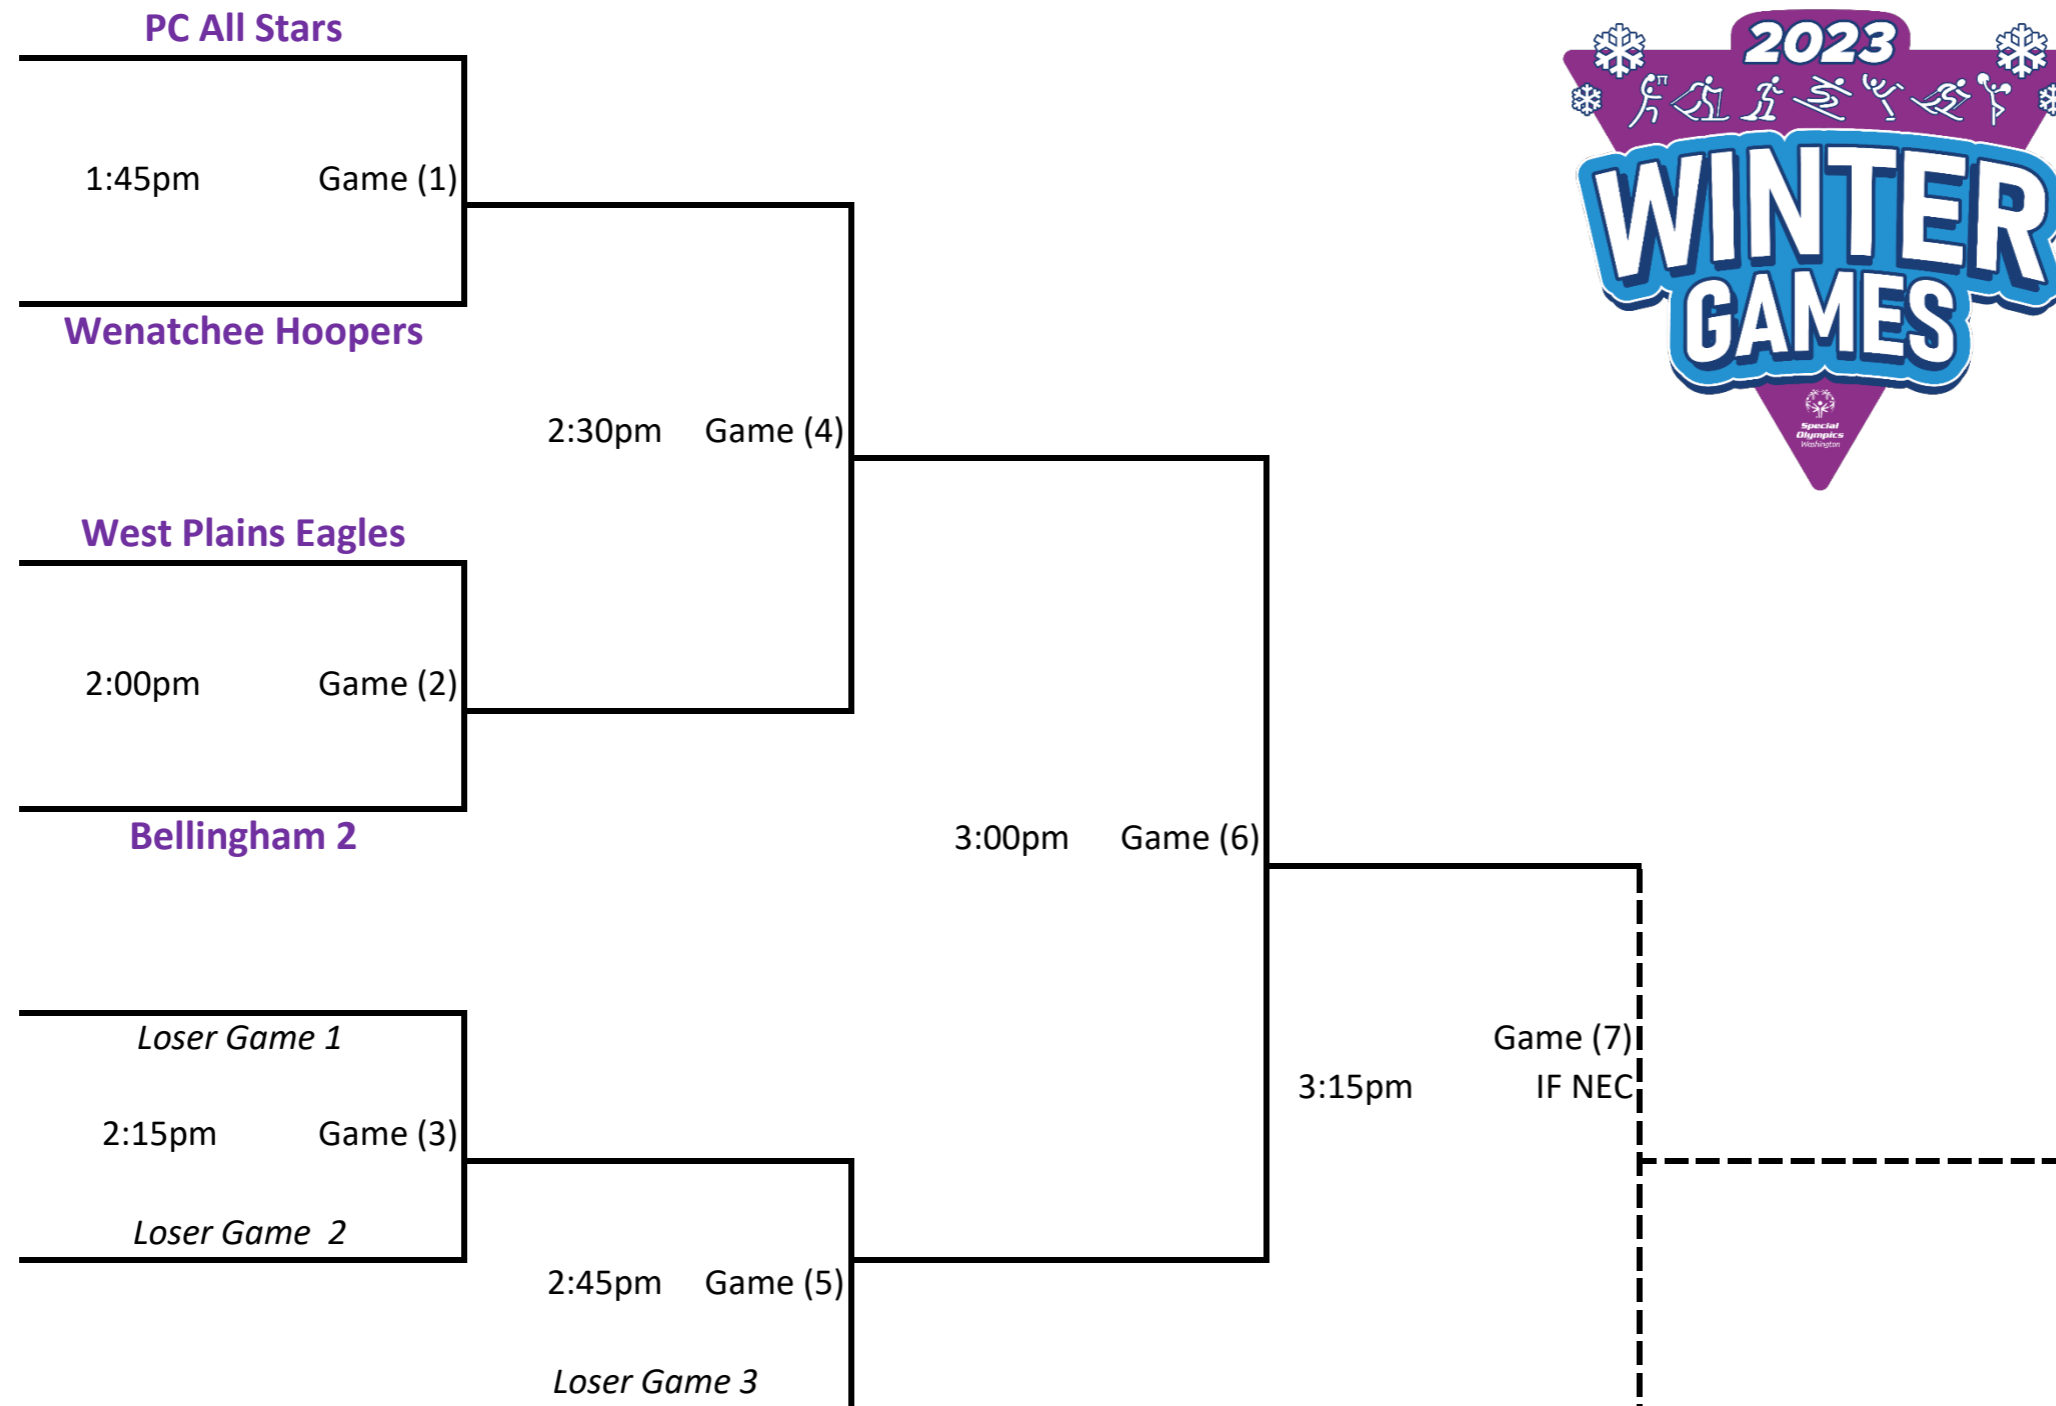 PC All Stars
1:45pm Game (1)
Wenatchee Hoopers
2:30pm Game (4)
West Plains Eagles
2:00pm Game (2)
Bellingham 2
3:00pm Game (6)
Loser Game 1
2:15pm Game (3)
Loser Game 2
Game (7)
3:15pm IF NEC
2:45pm Game (5)
Loser Game 3
2023
WINTER
GAMES
Special
Olympics
Washington